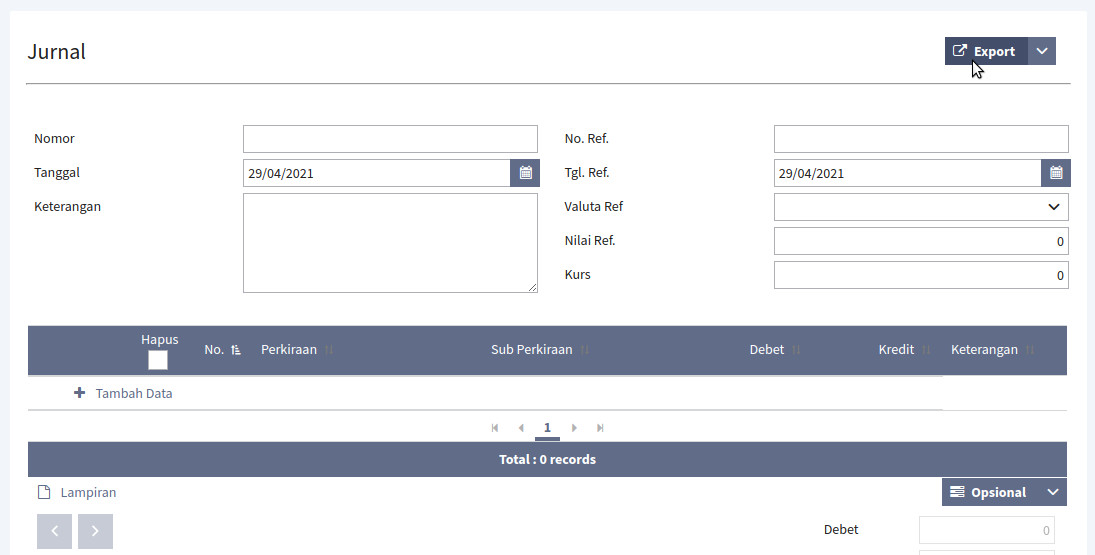 Jurnal
Export
Nomor
No. Ref.
Tanggal
29/04/2021
Tgl. Ref.
29/04/2021
Keterangan
Valuta Ref
Nilai Ref.
0
Kurs
0
Hapus
No.
Perkiraan
Sub Perkiraan
Debet
Kredit
Keterangan
Tambah Data
1
Total : 0 records
Lampiran
Opsional
Debet
0